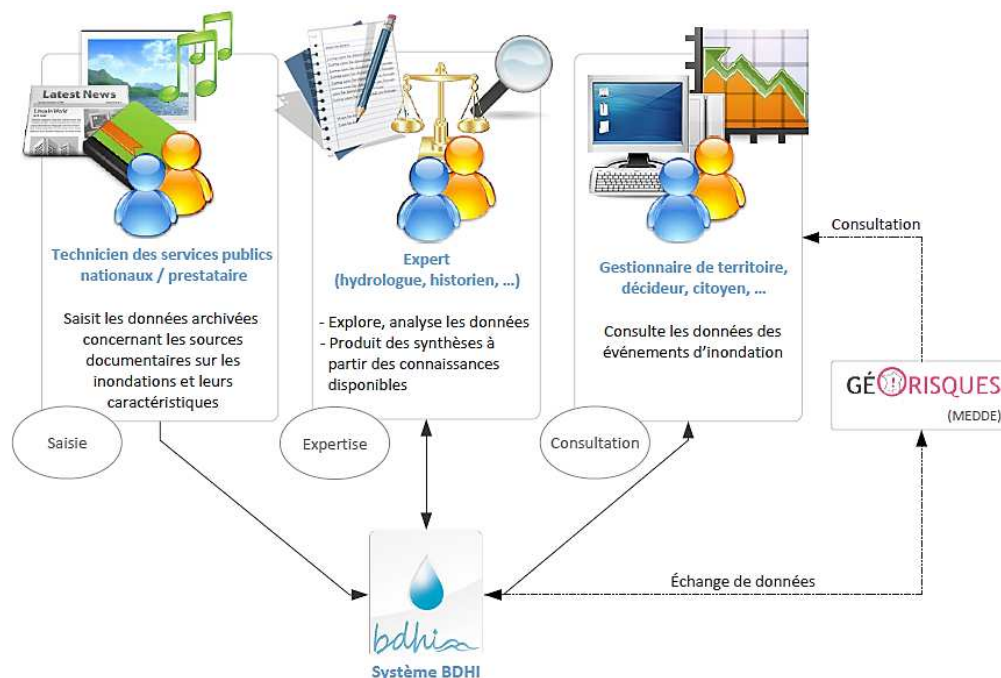 Latest News
Technicien des services publics
nationaux / prestataire
Saisit les données archivées
concernant les sources
documentaires sur les
inondations et leurs
caractéristiques
Saisie
Expert
(hydrologue, historien, ...)
- Explore, analyse les données
- Produit des synthèses à
partir des connaissances
disponibles
Expertise
Gestionnaire de territoire,
décideur, citoyen, ...
Consulte les données des
événements d'inondation
Consultation
Consultation
GÉORISQUES
(MEDDE)
Échange de données
bdhi
Système BDHI